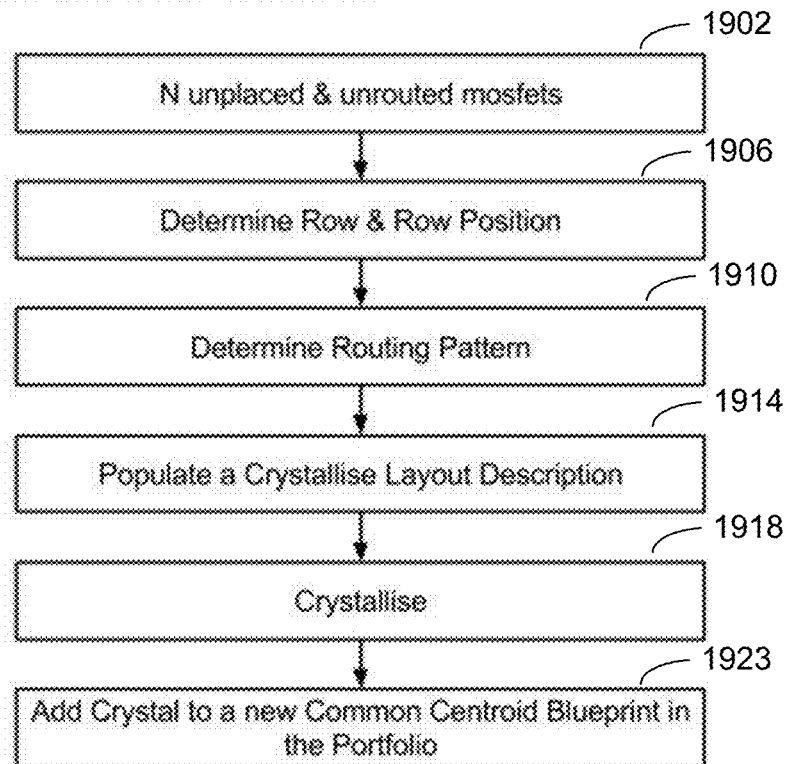 1902
N unplaced & unrouted mosfets
1906
Determine Row & Row Position
1910
Determine Routing Pattern
1914
Populate a Crystallise Layout Description
1918
Crystallise
1923
Add Crystal to a new Common Centroid Blueprint in
the Portfolio